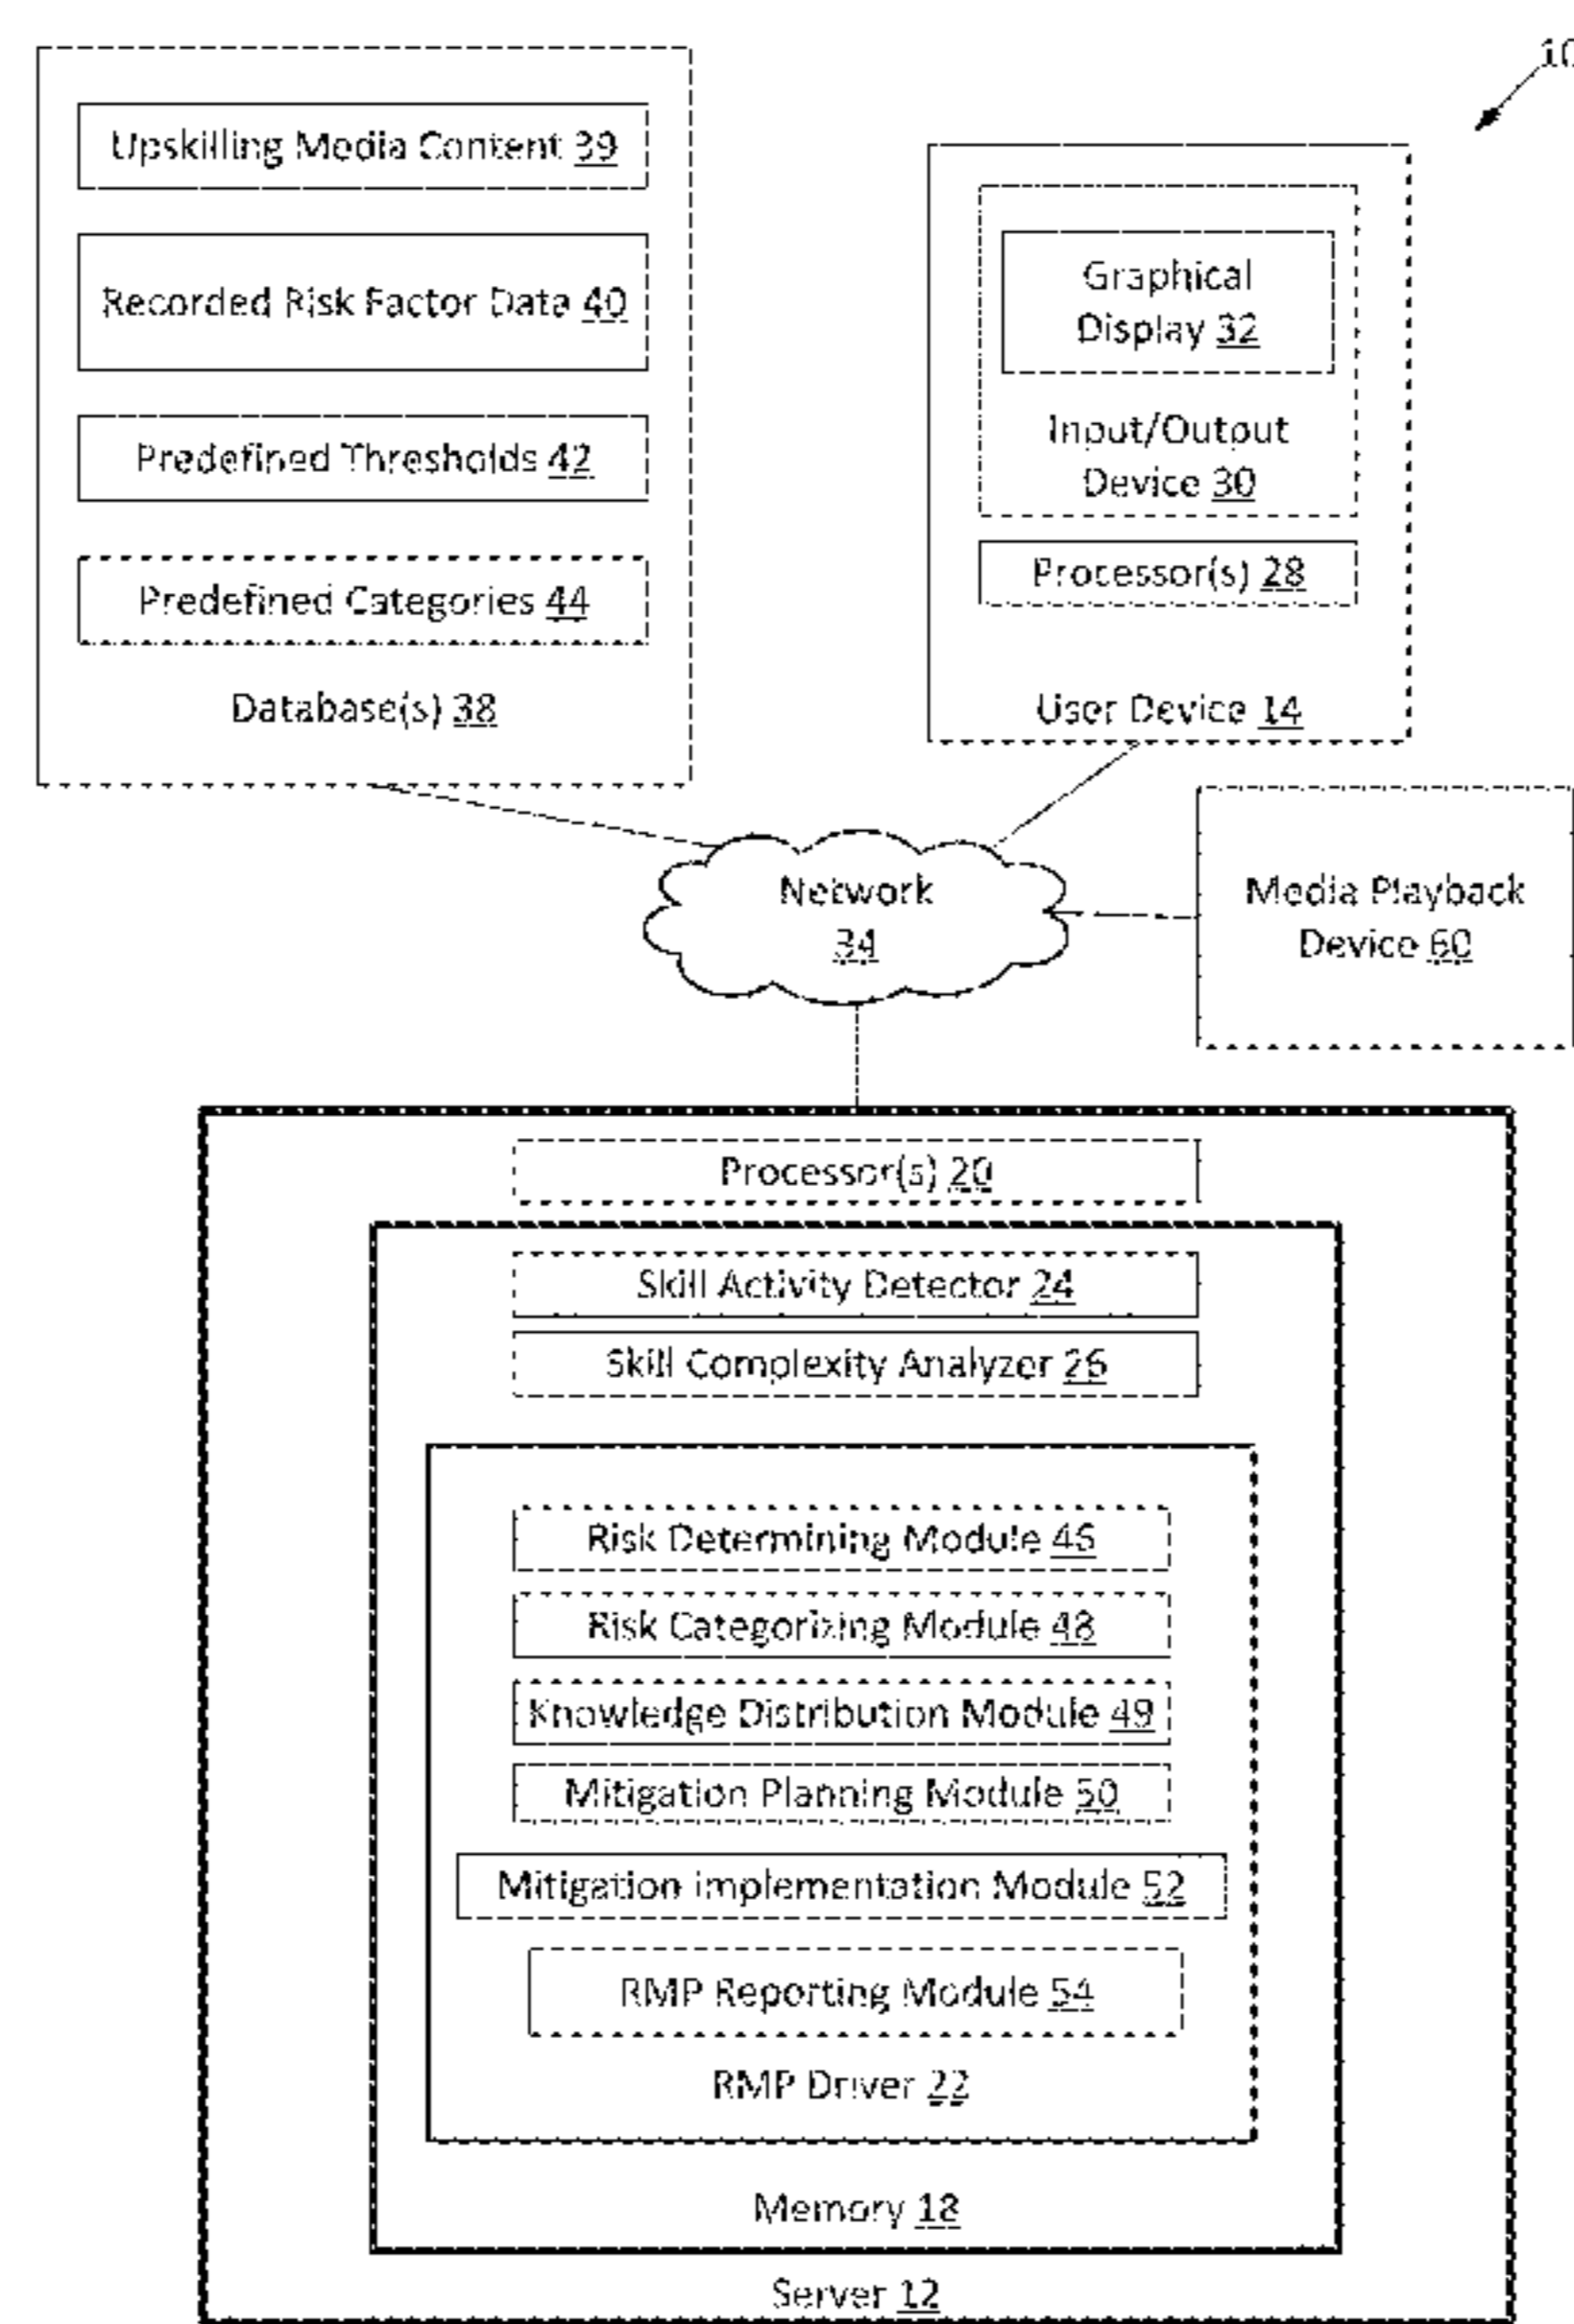 10
Upskilling Media Content 39
Recorded Risk Factor Data 40
Predefined Thresholds 42
Predefined Categories 44
Database(s) 38
Graphical
Display 32
Input/Output
Device 30
Processor(s) 28
User Device 14
Network
34
Media Playback
Device 60
Processor(s) 20
Skill Activity Detector 24
Skill Complexity Analyzer 26
Risk Determining Module 46
Risk Categorizing Module 48
Knowledge Distribution Module 49
Mitigation Planning Module 50
Mitigation Implementation Module 52
RMP Reporting Module 54
RMP Driver 22
Memory 18
Server 12